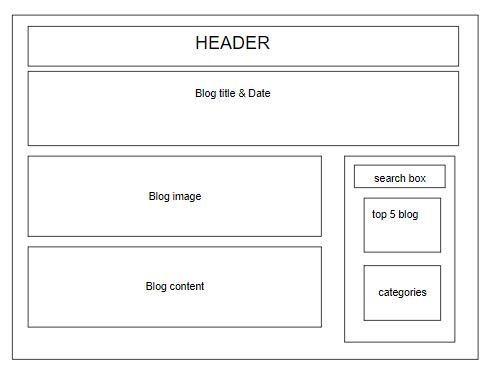 HEADER
Blog title & Date
Blog image
Blog content
search box
top 5 blog
categories